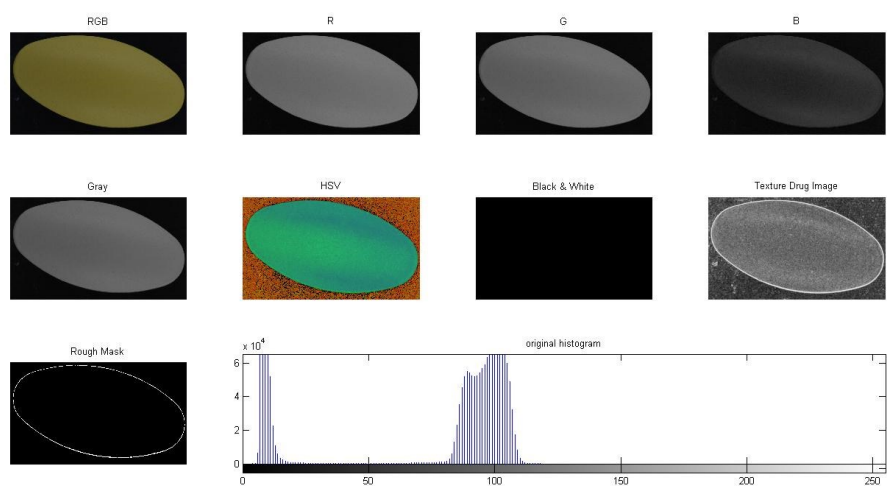 RGB
R
G
B
Gray
HSV
Black & White
Texture Drug Image
Rough Mask
original histogram
x 10^4
6
4
2
0
0 50 100 150 200 250